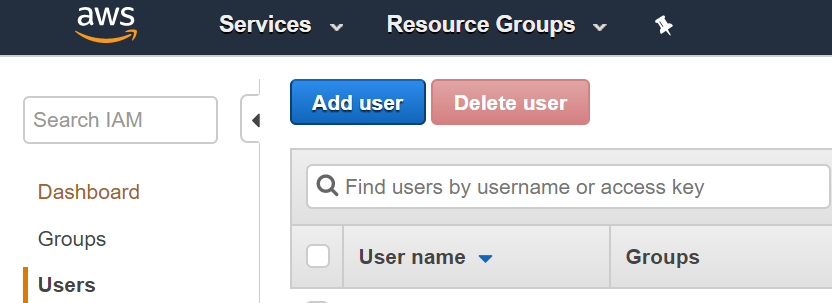 aws
Services
Resource Groups
Search IAM
Dashboard
Groups
Users
Add user
Delete user
Find users by username or access key
User name
Groups